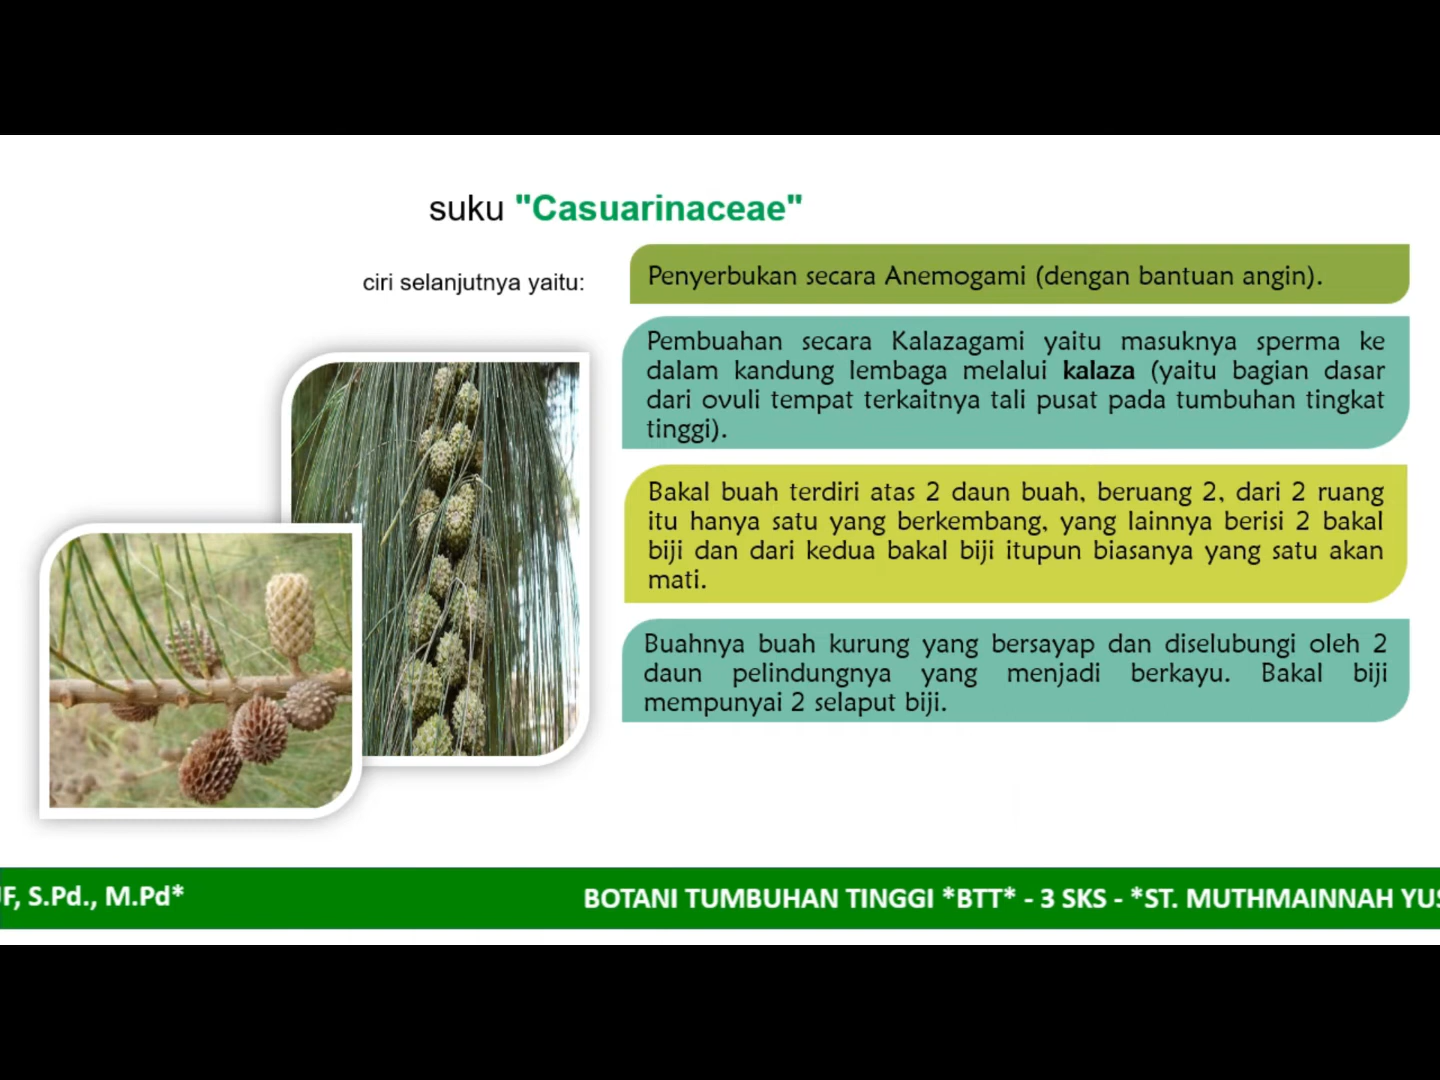 suku "Casuarinaceae"
ciri selanjutnya yaitu:
Penyerbukan secara Anemogami (dengan bantuan angin).
Pembuahan secara Kalazagami yaitu masuknya sperma ke
dalam kandung lembaga melalui kalaza (yaitu bagian dasar
dari ovuli tempat terkaitnya tali pusat pada tumbuhan tingkat
tinggi).
Bakal buah terdiri atas 2 daun buah, beruang 2, dari 2 ruang
itu hanya satu yang berkembang, yang lainnya berisi 2 bakal
biji dan dari kedua bakal biji itupun biasanya yang satu akan
mati.
Buahnya buah kurung yang bersayap dan diselubungi oleh 2
daun pelindungnya yang menjadi berkayu. Bakal biji
mempunyai 2 selaput biji.
F, S.Pd., M.Pd* BOTANI TUMBUHAN TINGGI *BTT* - 3 SKS - *ST. MUTHMAINNAH YUS